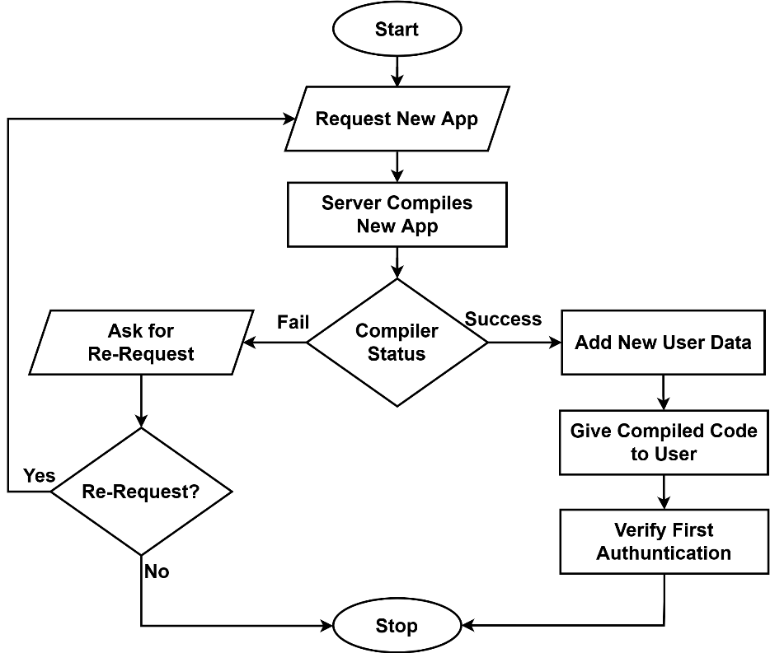 Start
Request New App
Server Compiles
New App
Compiler
Status
Fail
Success
Ask for
Re-Request
Add New User Data
Give Compiled Code
to User
Yes
Re-Request?
Verify First
Authuntication
No
Stop